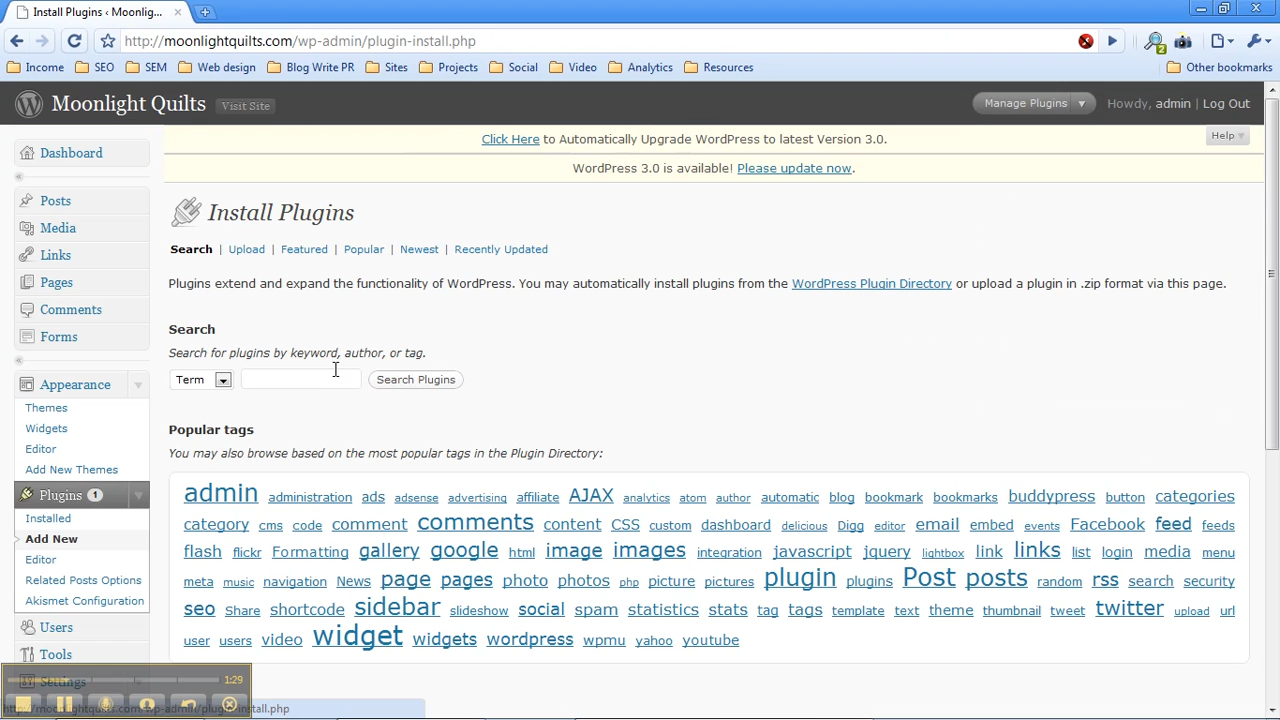 Install Plugins ‹ Moonlig...
http://moonlightquilts.com/wp-admin/plugin-install.php
2
Income SEO SEM Web design Blog Write PR Sites Projects Social Video Analytics Resources Other bookmarks
Moonlight Quilts Visit Site Manage Plugins Howdy, admin | Log Out
Click Here to Automatically Upgrade WordPress to latest Version 3.0. Help
WordPress 3.0 is available! Please update now.
Dashboard
Posts
Media
Links
Pages
Comments
Forms
Appearance
Themes
Widgets
Editor
Add New Themes
Plugins 1
Installed
Add New
Editor
Related Posts Options
Akismet Configuration
Users
Tools
Settings
Install Plugins
Search | Upload | Featured | Popular | Newest | Recently Updated
Plugins extend and expand the functionality of WordPress. You may automatically install plugins from the WordPress Plugin Directory or upload a plugin in .zip format via this page.
Search
Search for plugins by keyword, author, or tag.
Term Search Plugins
Popular tags
You may also browse based on the most popular tags in the Plugin Directory:
admin administration ads adsense advertising affiliate AJAX analytics atom author automatic blog bookmark bookmarks buddypress button categories
category cms code comment comments content CSS custom dashboard delicious Digg editor email embed events Facebook feed feeds
flash flickr Formatting gallery google html image images integration javascript jquery lightbox link links list login media menu
meta music navigation News page pages photo photos php picture pictures plugin plugins Post posts random rss search security
seo Share shortcode sidebar slideshow social spam statistics stats tag tags template text theme thumbnail tweet twitter upload url
user users video widget widgets wordpress wpmu yahoo youtube
1:29
http://moonlightquilts.com/wp-admin/plugin-install.php